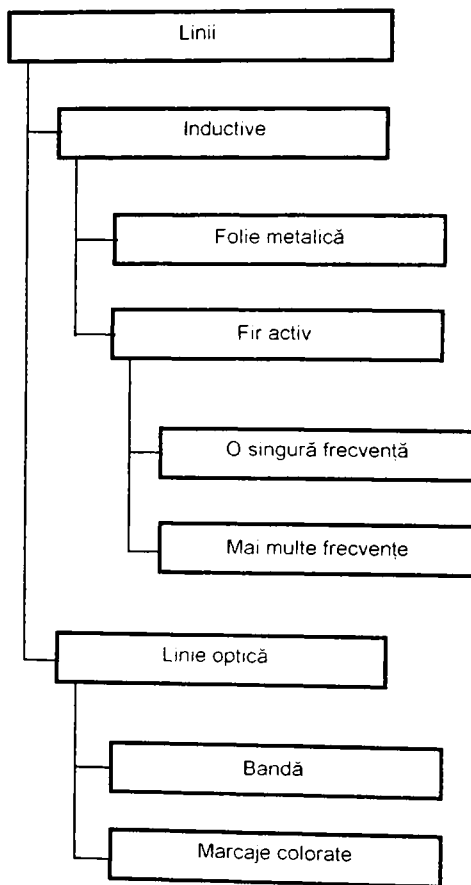 Linii
Inductive
Folie metalică
Fir activ
O singură frecvență
Mai multe frecvențe
Linie optică
Bandă
Marcaje colorate